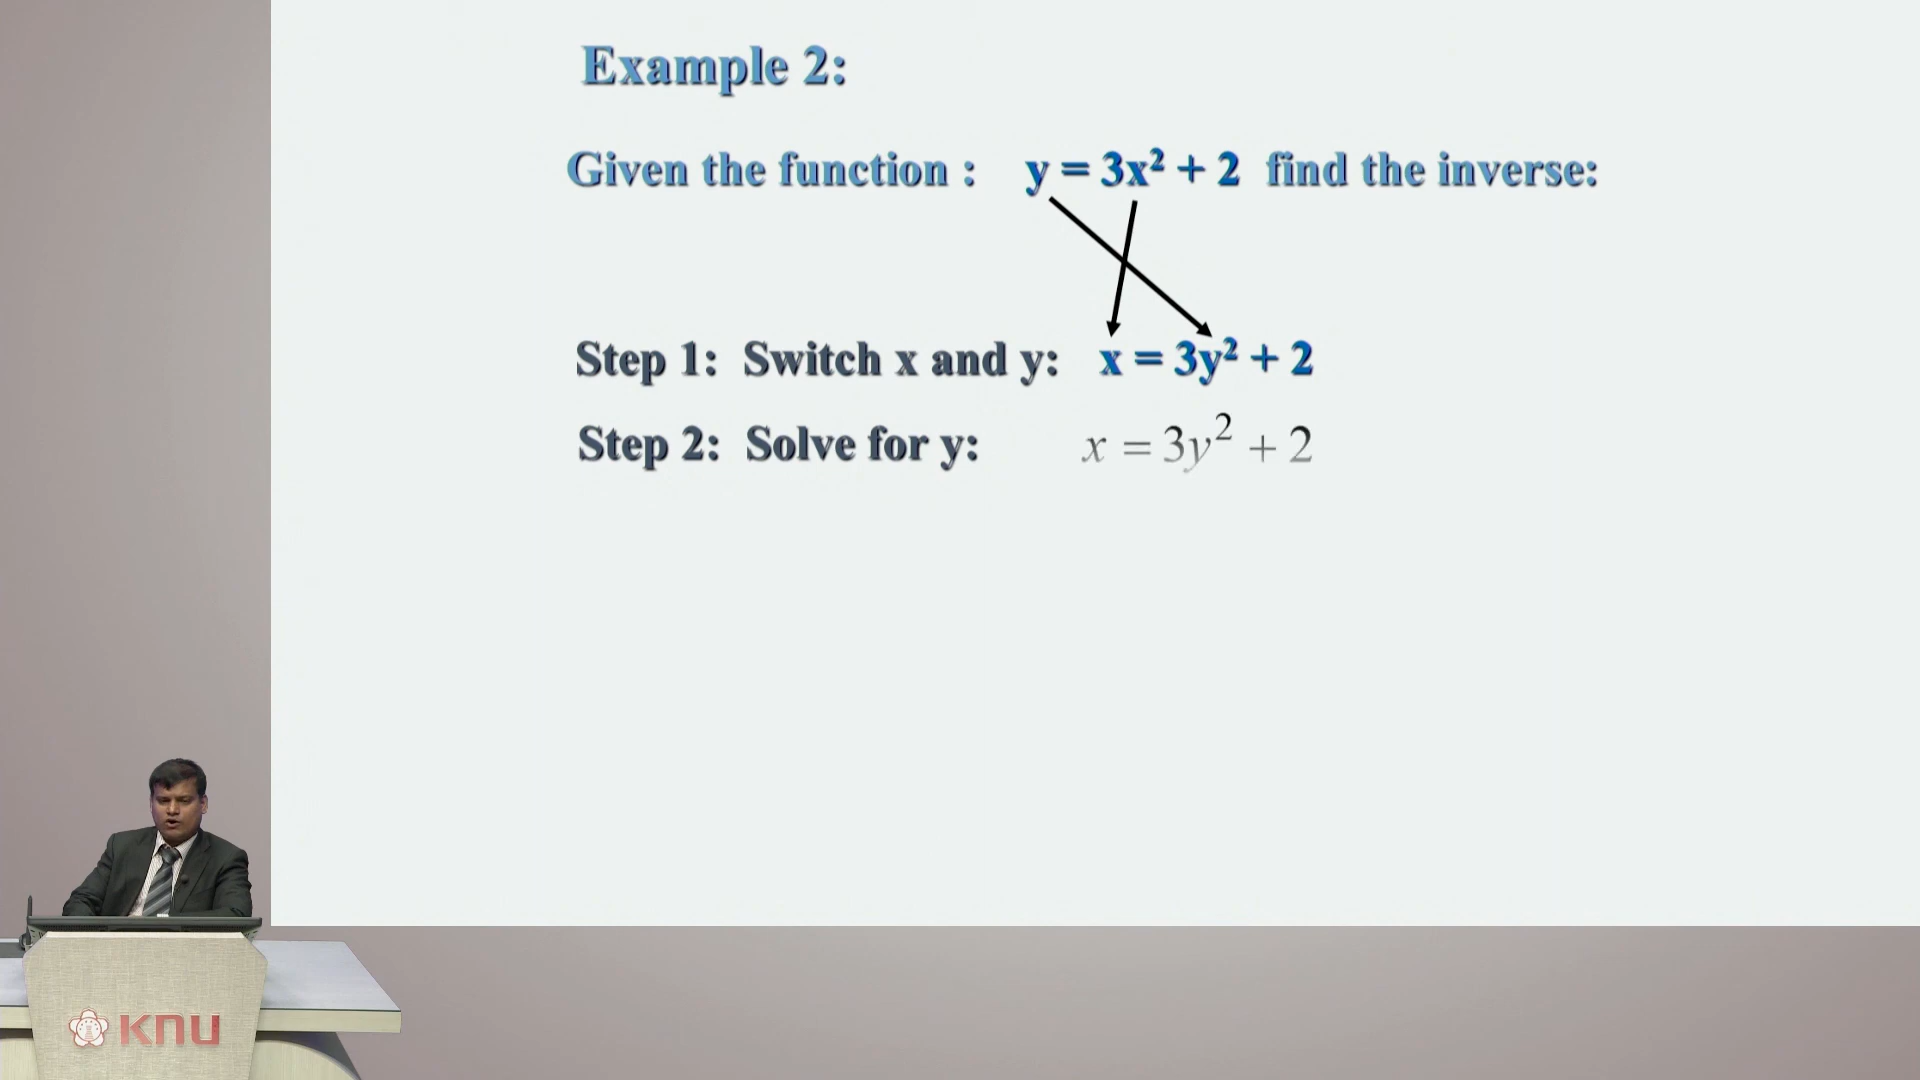 Example 2:
Given the function : y = 3x² + 2 find the inverse:
Step 1: Switch x and y: x = 3y² + 2
Step 2: Solve for y: x = 3y² + 2
KNU